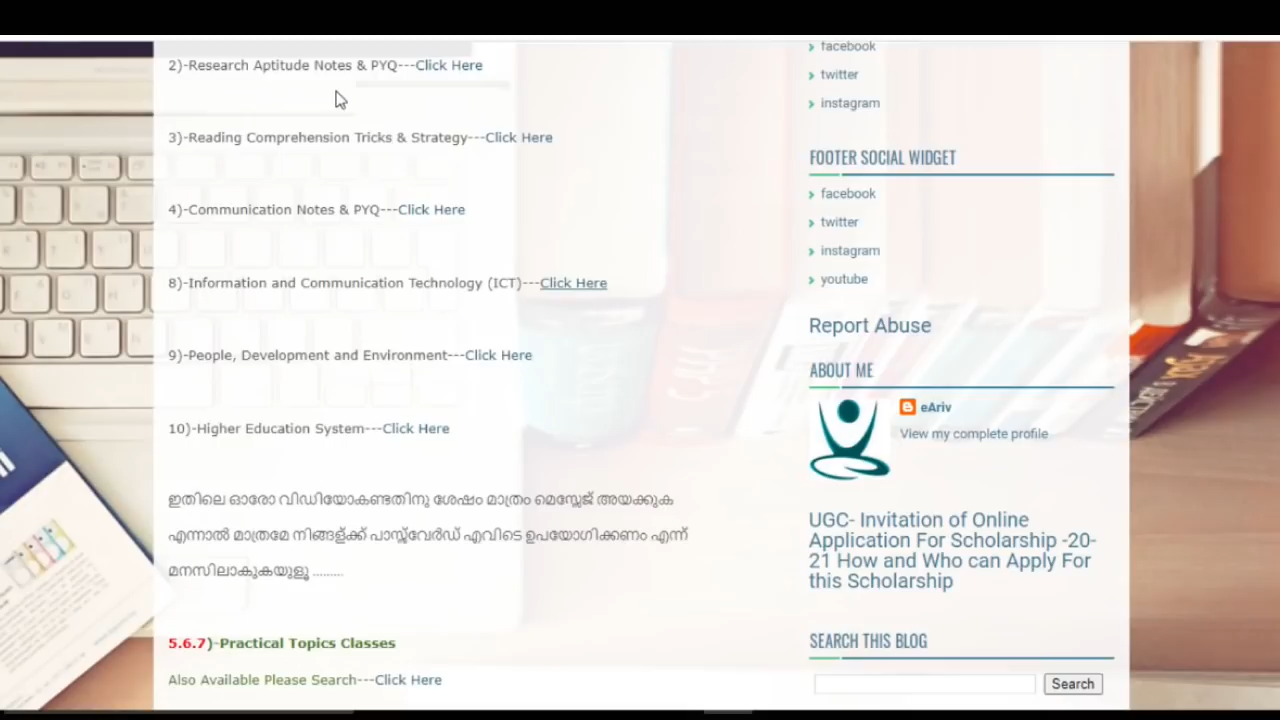 2)-Research Aptitude Notes & PYQ---Click Here
3)-Reading Comprehension Tricks & Strategy---Click Here
4)-Communication Notes & PYQ---Click Here
8)-Information and Communication Technology (ICT)---Click Here
9)-People, Development and Environment---Click Here
10)-Higher Education System---Click Here
ഇതിലെ ഓരോ വിഡിയോകണ്ടതിനു ശേഷം മാത്രം മെസ്സേജ് അയക്കുക
എന്നാൽ മാത്രമേ നിങ്ങള്ക്ക് പാസ്സ്‌വേർഡ് എവിടെ ഉപയോഗിക്കണം എന്ന്
മനസിലാകുകയുളൂ .........
5.6.7)-Practical Topics Classes
Also Available Please Search---Click Here
facebook
twitter
instagram
FOOTER SOCIAL WIDGET
facebook
twitter
instagram
youtube
Report Abuse
ABOUT ME
eAriv
View my complete profile
UGC- Invitation of Online
Application For Scholarship -20-
21 How and Who can Apply For
this Scholarship
SEARCH THIS BLOG
Search